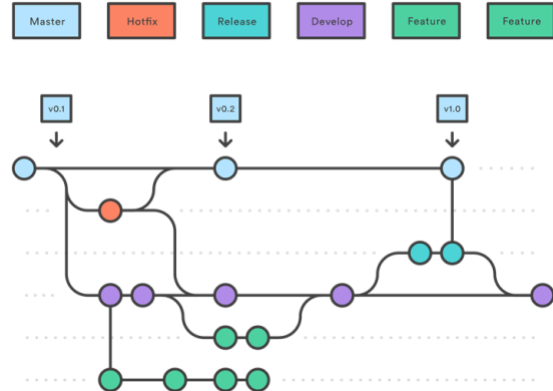 Master
Hotfix
Release
Develop
Feature
Feature
v0.1
v0.2
v1.0